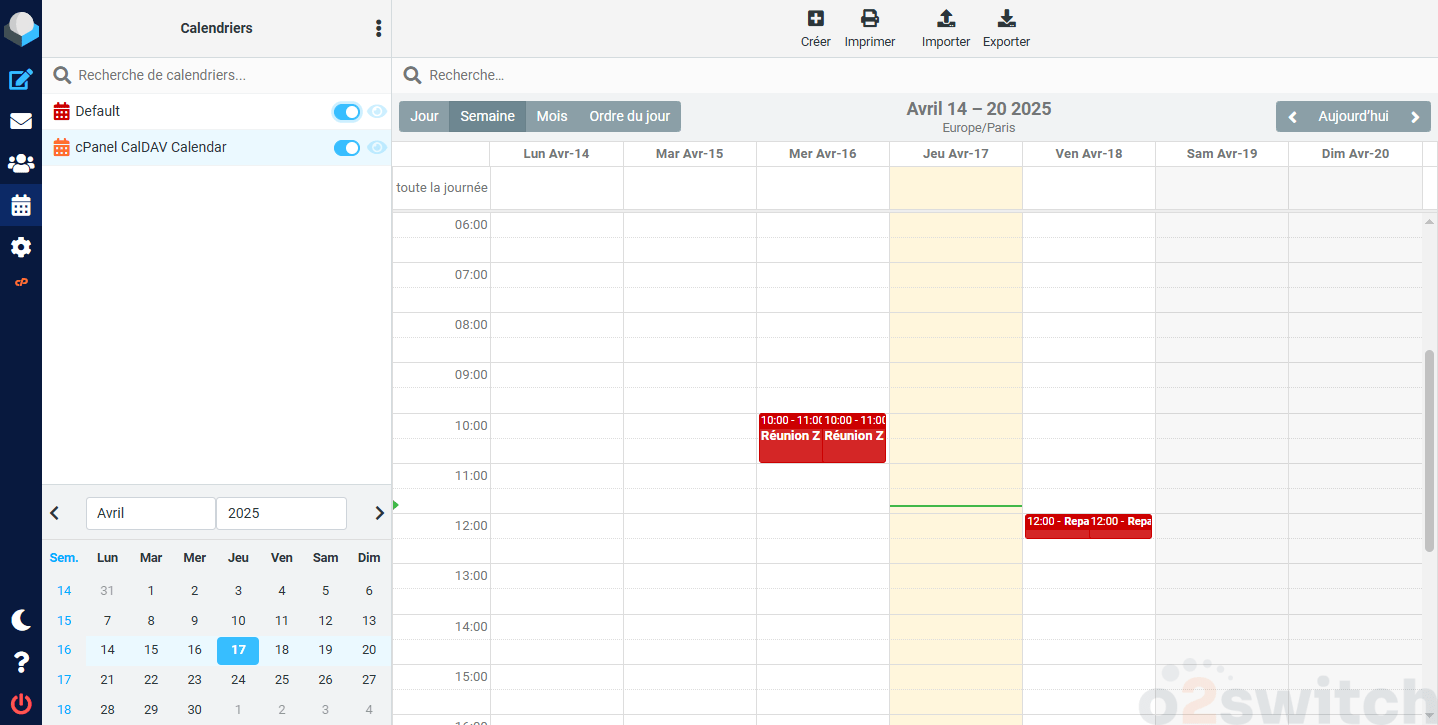 Calendriers
Recherche de calendriers...
Default
cPanel CalDAV Calendar
Avril 2025
Sem. Lun Mar Mer Jeu Ven Sam Dim
14 31 1 2 3 4 5 6
15 7 8 9 10 11 12 13
16 14 15 16 17 18 19 20
17 21 22 23 24 25 26 27
18 28 29 30 1 2 3 4
cP
?
Créer Imprimer Importer Exporter
Recherche...
Jour Semaine Mois Ordre du jour
Avril 14 – 20 2025
Europe/Paris
Aujourd'hui
Lun Avr-14 Mar Avr-15 Mer Avr-16 Jeu Avr-17 Ven Avr-18 Sam Avr-19 Dim Avr-20
toute la journée
06:00
07:00
08:00
09:00
10:00
10:00 - 11:00 10:00 - 11:00
Réunion Z Réunion Z
11:00
12:00
12:00 - Repa 12:00 - Repa
13:00
14:00
15:00
16:00
o2switch